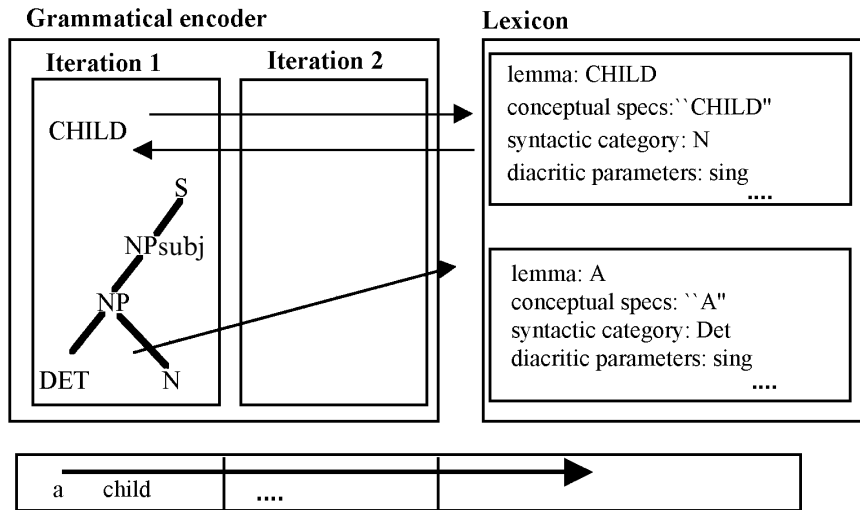 Grammatical encoder
Lexicon
Iteration 1
Iteration 2
CHILD
S
NPsubj
NP
DET
N
lemma: CHILD
conceptual specs:``CHILD"
syntactic category: N
diacritic parameters: sing
....
lemma: A
conceptual specs: ``A"
syntactic category: Det
diacritic parameters: sing
....
a child
....